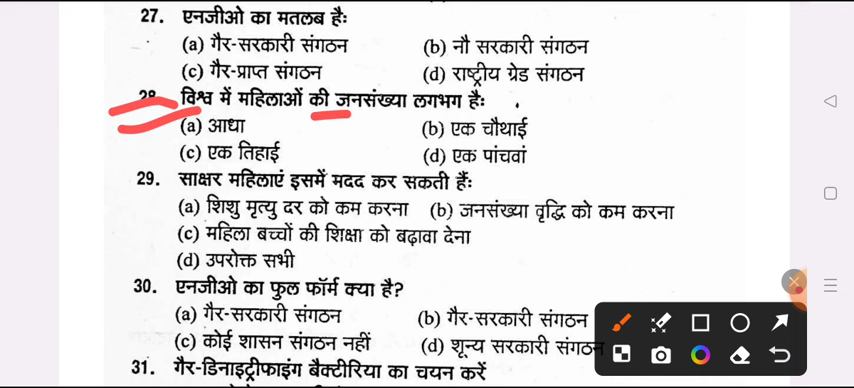 27. एनजीओ का मतलब हैः
(a) गैर-सरकारी संगठन (b) नौ सरकारी संगठन
(c) गैर-प्राप्त संगठन (d) राष्ट्रीय ग्रेड संगठन
28. विश्व में महिलाओं की जनसंख्या लगभग हैः
(a) आधा (b) एक चौथाई
(c) एक तिहाई (d) एक पांचवां
29. साक्षर महिलाएं इसमें मदद कर सकती हैंः
(a) शिशु मृत्यु दर को कम करना (b) जनसंख्या वृद्धि को कम करना
(c) महिला बच्चों की शिक्षा को बढ़ावा देना
(d) उपरोक्त सभी
30. एनजीओ का फुल फॉर्म क्या है?
(a) गैर-सरकारी संगठन (b) गैर-सरकारी संगठन
(c) कोई शासन संगठन नहीं (d) शून्य सरकारी संगठन
31. गैर-डिनाइट्रीफाइंग बैक्टीरिया का चयन करें